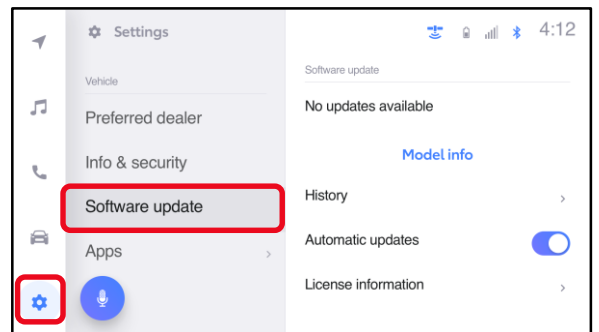 Settings
4:12
Vehicle
Preferred dealer
Info & security
Software update
Apps
Software update
No updates available
Model info
History
Automatic updates
License information